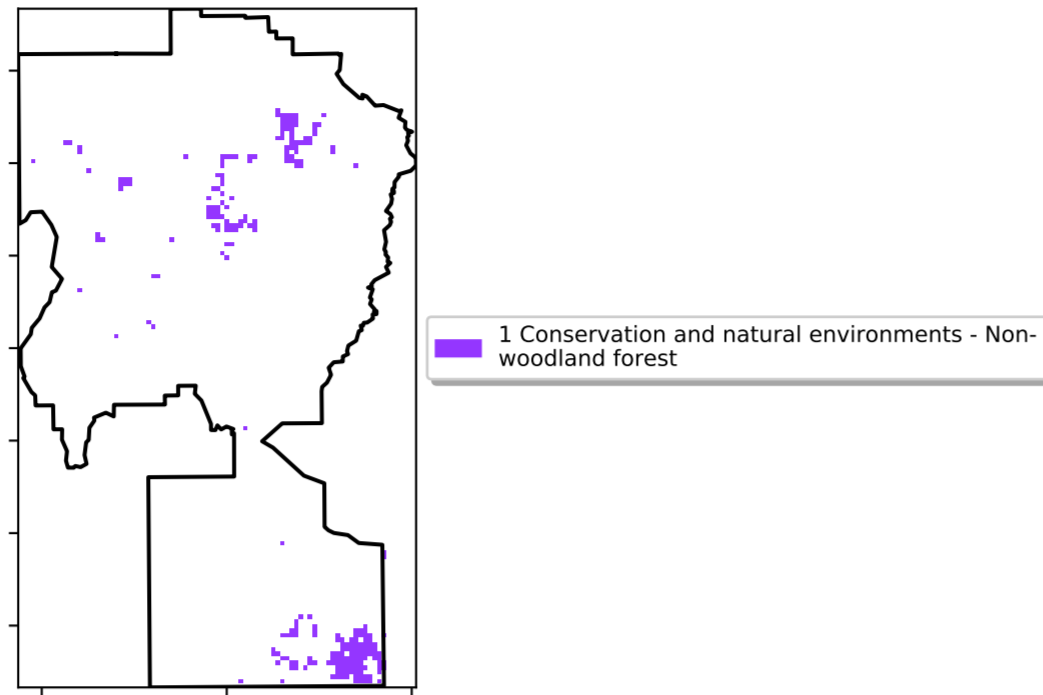 1 Conservation and natural environments - Non-
woodland forest